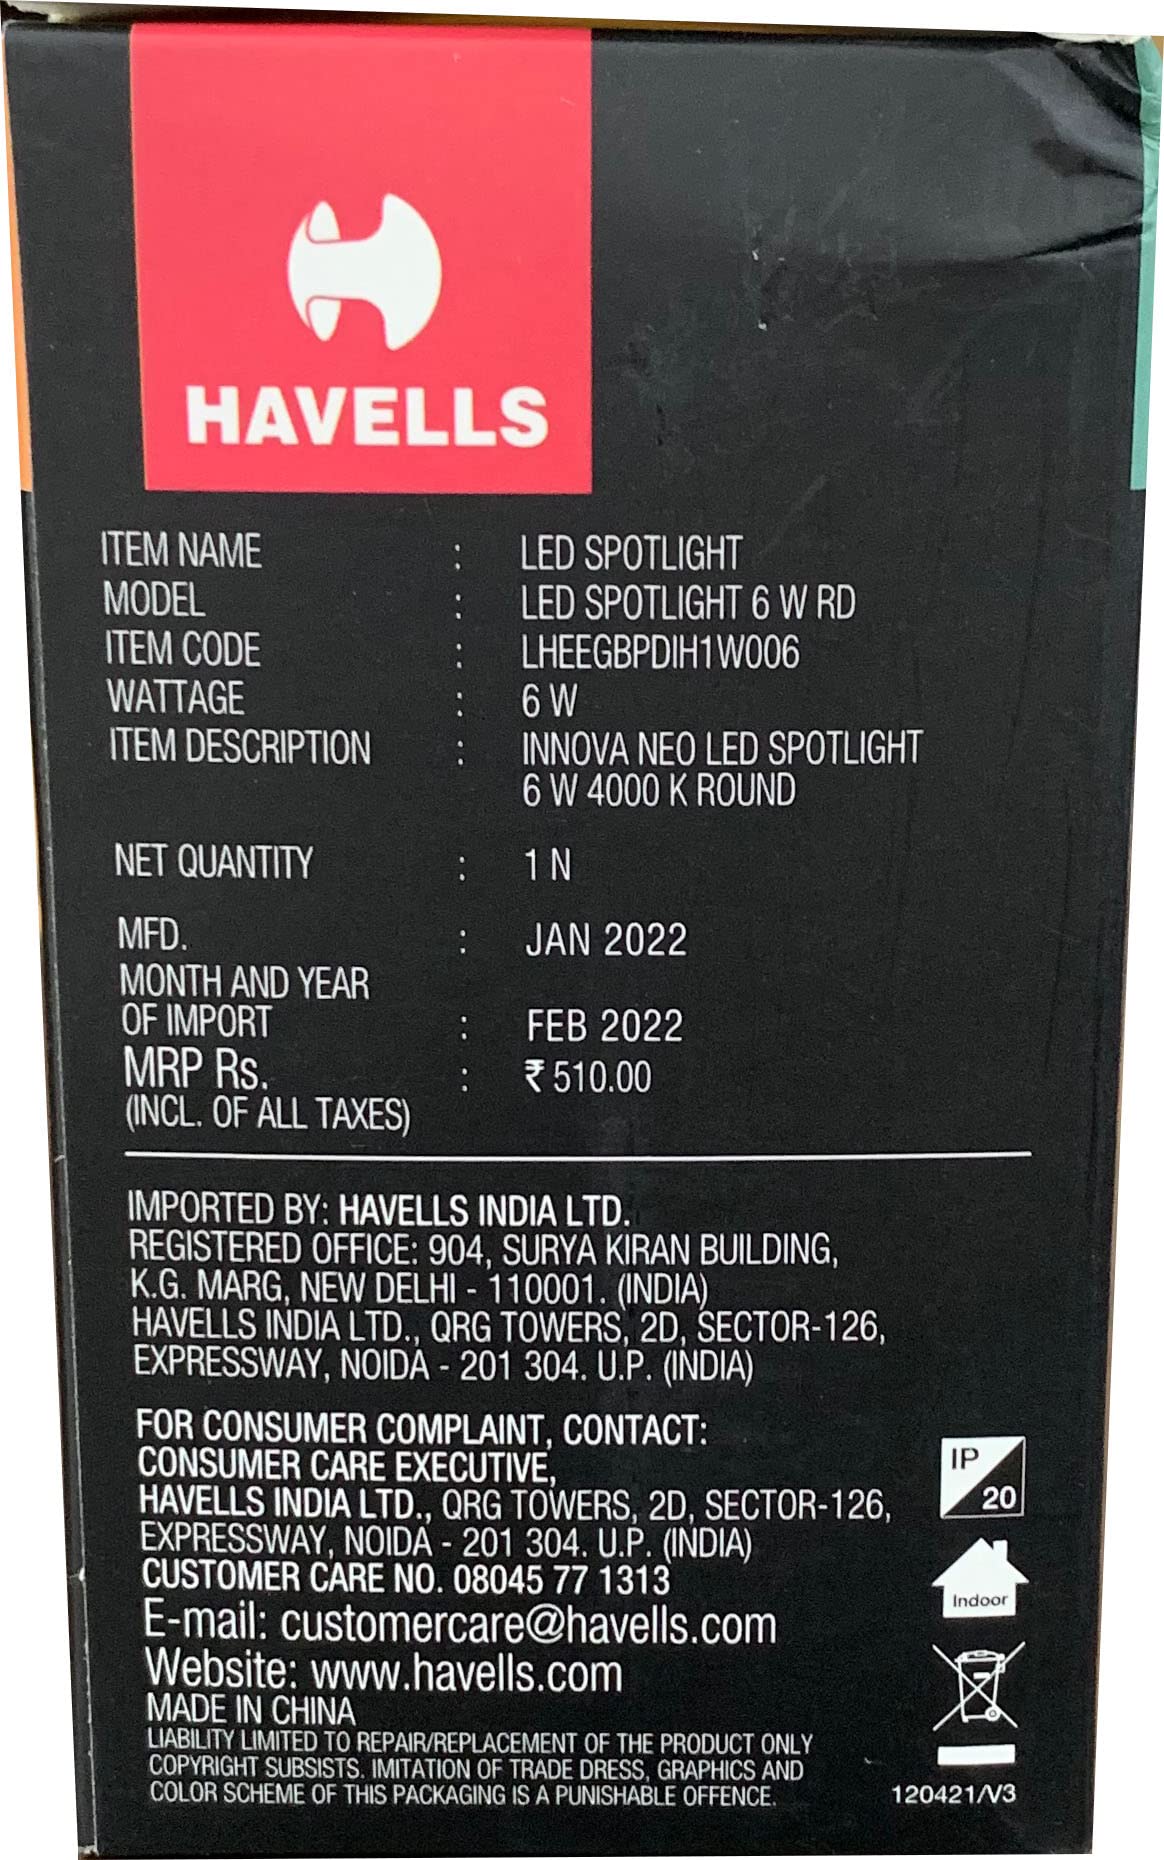 HAVELLS
ITEM NAME : LED SPOTLIGHT
MODEL : LED SPOTLIGHT 6 W RD
ITEM CODE : LHEEGBPDIH1W006
WATTAGE : 6 W
ITEM DESCRIPTION : INNOVA NEO LED SPOTLIGHT
6 W 4000 K ROUND
NET QUANTITY : 1 N
MFD. : JAN 2022
MONTH AND YEAR
OF IMPORT : FEB 2022
MRP Rs. : ₹ 510.00
(INCL. OF ALL TAXES)
IMPORTED BY: HAVELLS INDIA LTD.
REGISTERED OFFICE: 904, SURYA KIRAN BUILDING,
K.G. MARG, NEW DELHI - 110001. (INDIA)
HAVELLS INDIA LTD., QRG TOWERS, 2D, SECTOR-126,
EXPRESSWAY, NOIDA - 201 304. U.P. (INDIA)
FOR CONSUMER COMPLAINT, CONTACT:
CONSUMER CARE EXECUTIVE,
HAVELLS INDIA LTD., QRG TOWERS, 2D, SECTOR-126,
EXPRESSWAY, NOIDA - 201 304. U.P. (INDIA)
CUSTOMER CARE NO. 08045 77 1313
E-mail: customercare@havells.com
Website: www.havells.com
MADE IN CHINA
LIABILITY LIMITED TO REPAIR/REPLACEMENT OF THE PRODUCT ONLY
COPYRIGHT SUBSISTS. IMITATION OF TRADE DRESS, GRAPHICS AND
COLOR SCHEME OF THIS PACKAGING IS A PUNISHABLE OFFENCE.
IP
20
Indoor
120421/V3